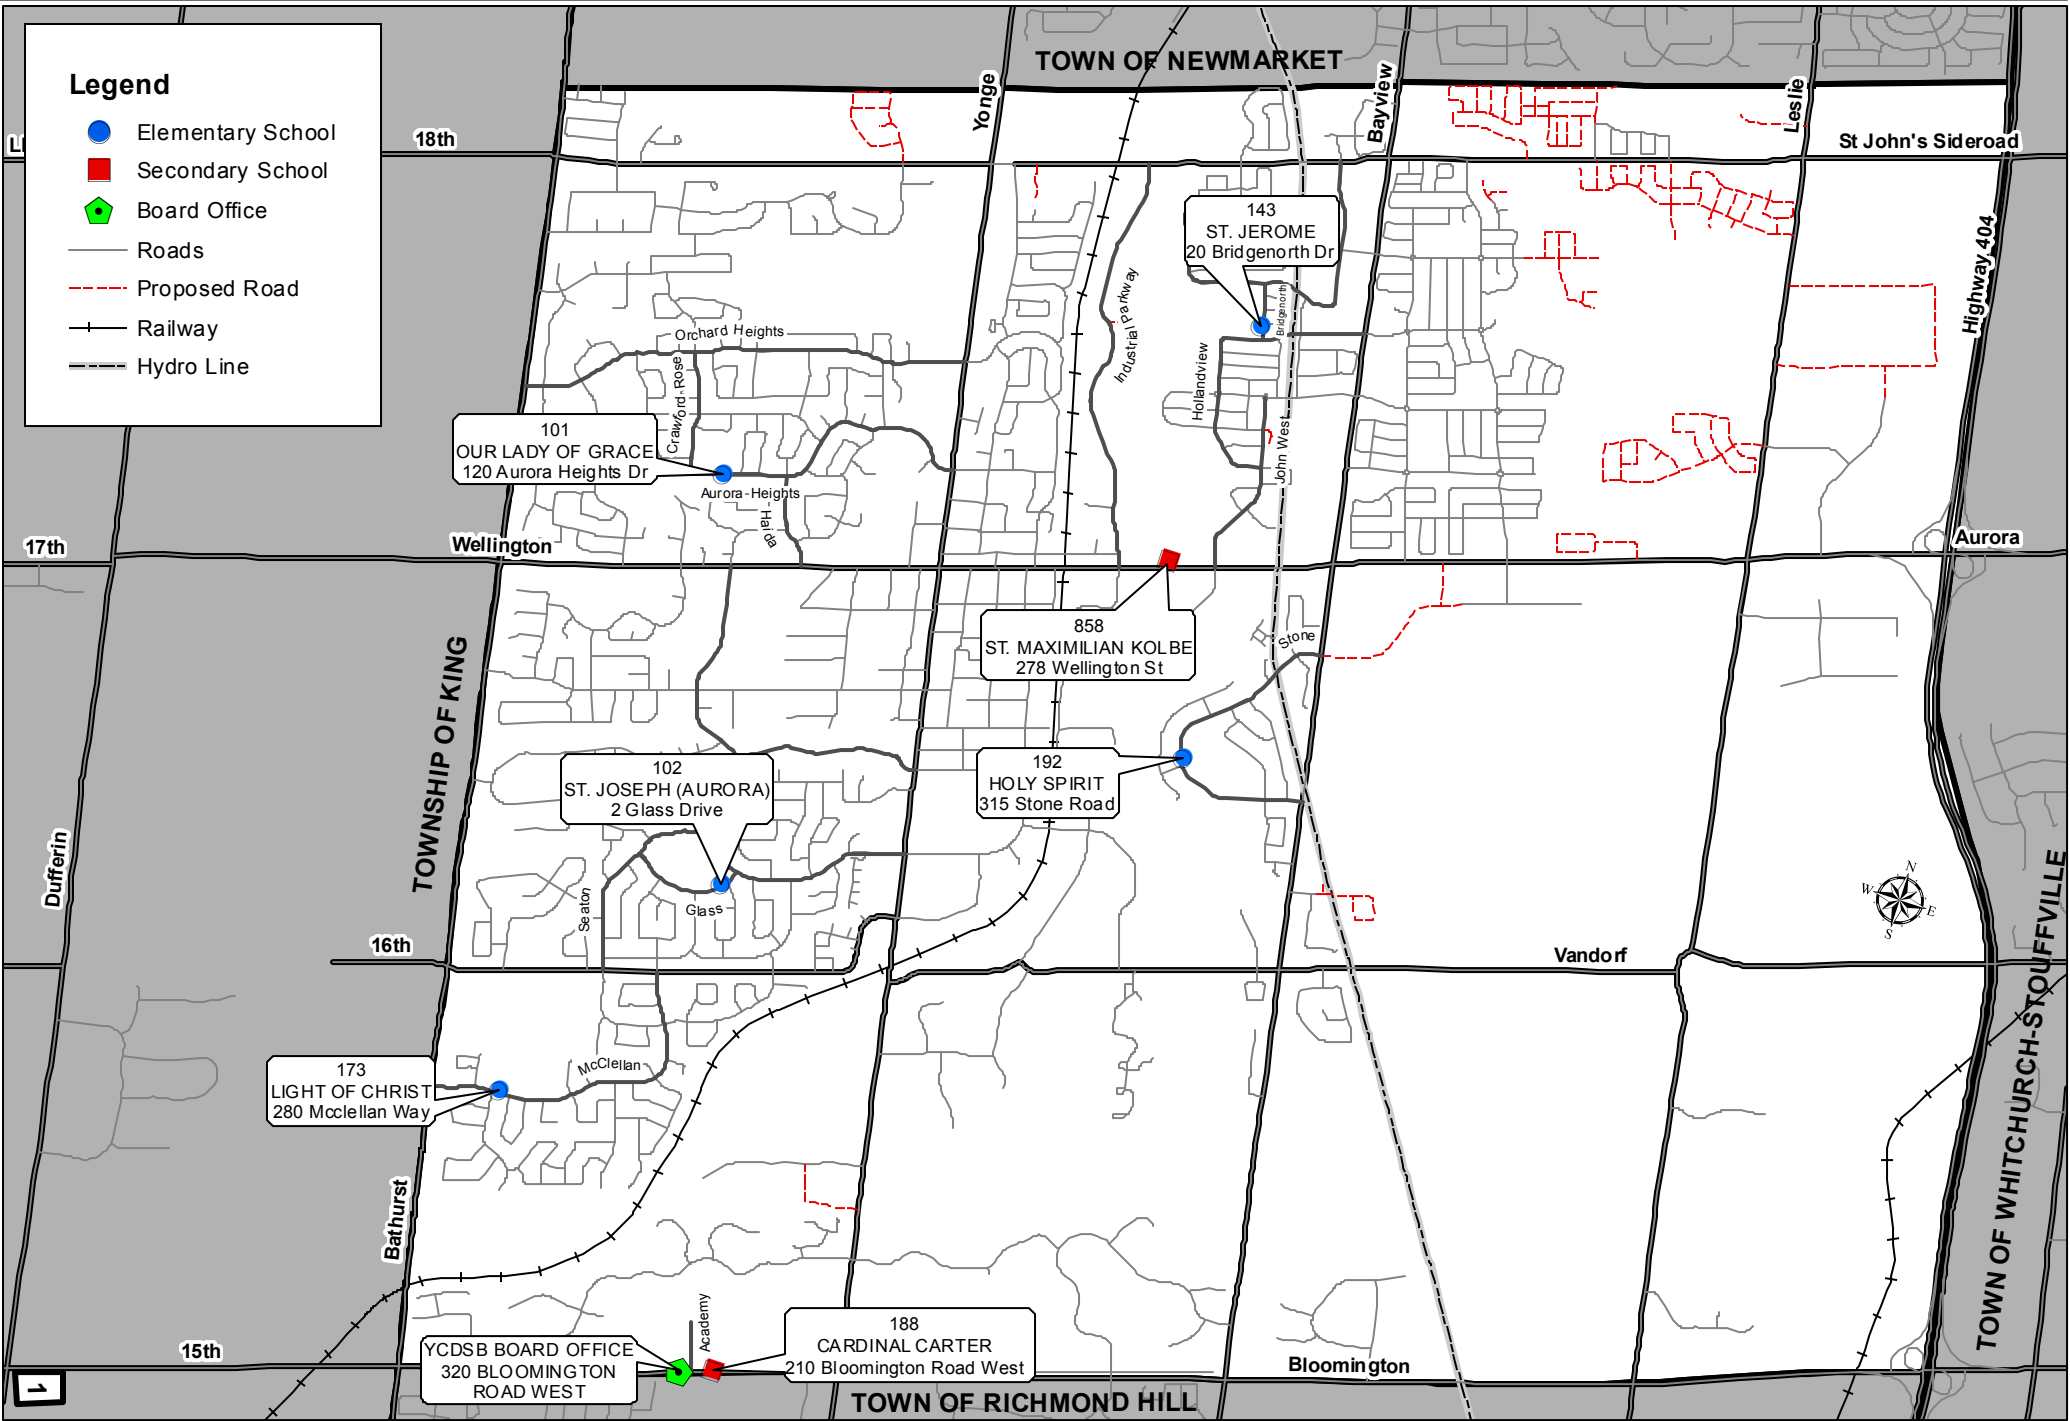 TOWN OF NEWMARKET
Legend
Elementary School
Secondary School
Board Office
Roads
Proposed Road
Railway
Hydro Line
18th
Yonge
Bayview
Leslie
St John's Sideroad
Highway 404
143
ST. JEROME
20 Bridgenorth Dr
Bridgenorth
Industrial Parkway
Hollandview
John West
Orchard Heights
Crawford-Rose
101
OUR LADY OF GRACE
120 Aurora Heights Dr
Aurora-Heights
Haida
17th
Wellington
Aurora
858
ST. MAXIMILIAN KOLBE
278 Wellington St
Stone
TOWNSHIP OF KING
102
ST. JOSEPH (AURORA)
2 Glass Drive
192
HOLY SPIRIT
315 Stone Road
Dufferin
Seaton
Glass
N
W
E
S
16th
Vandorf
TOWN OF WHITCHURCH-STOUFFVILLE
173
LIGHT OF CHRIST
280 Mcclellan Way
McClellan
Bathurst
Academy
15th
YCDSB BOARD OFFICE
320 BLOOMINGTON
ROAD WEST
188
CARDINAL CARTER
210 Bloomington Road West
Bloomington
TOWN OF RICHMOND HILL
1